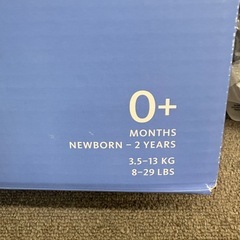 0+
MONTHS
NEWBORN – 2 YEARS
3.5–13 KG
8–29 LBS